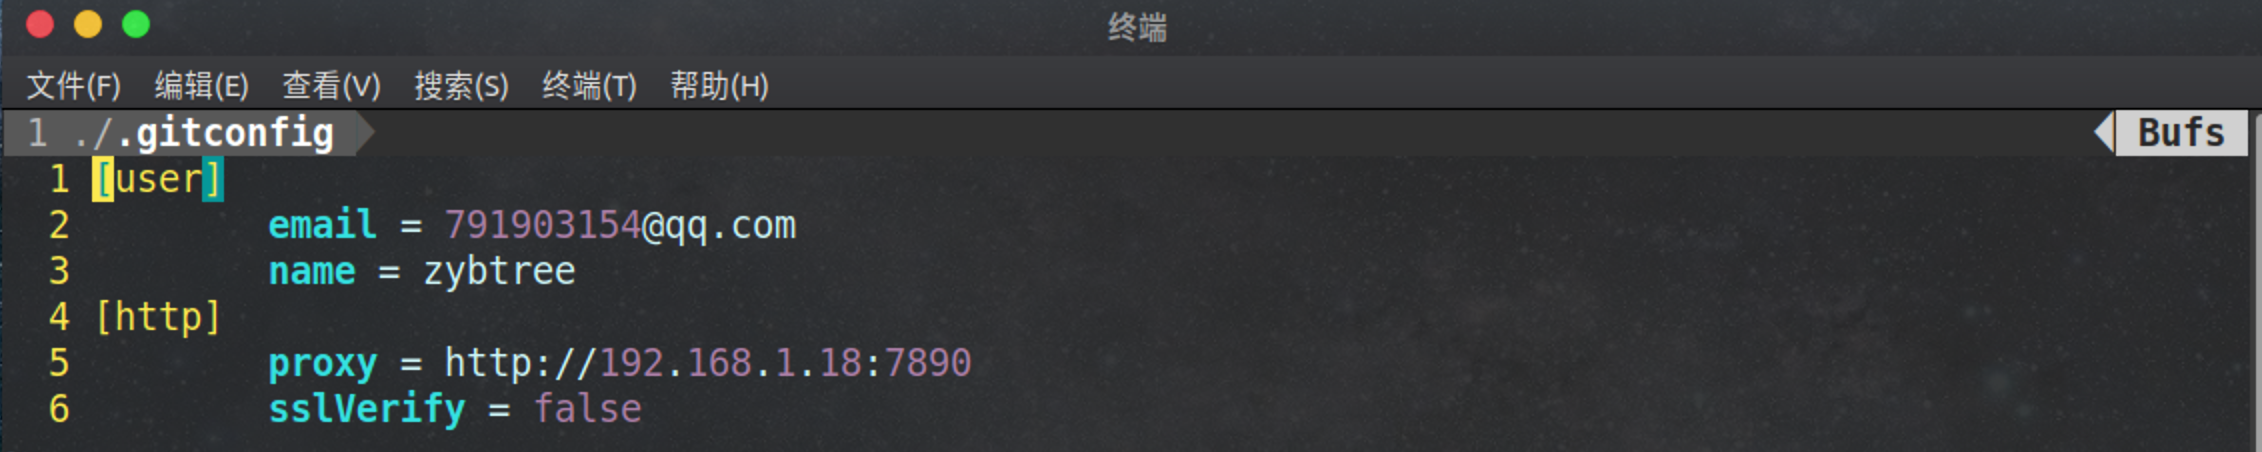 终端
文件(F) 编辑(E) 查看(V) 搜索(S) 终端(T) 帮助(H)
1 ./.gitconfig Bufs
1 [user]
2 email = 791903154@qq.com
3 name = zybtree
4 [http]
5 proxy = http://192.168.1.18:7890
6 sslVerify = false